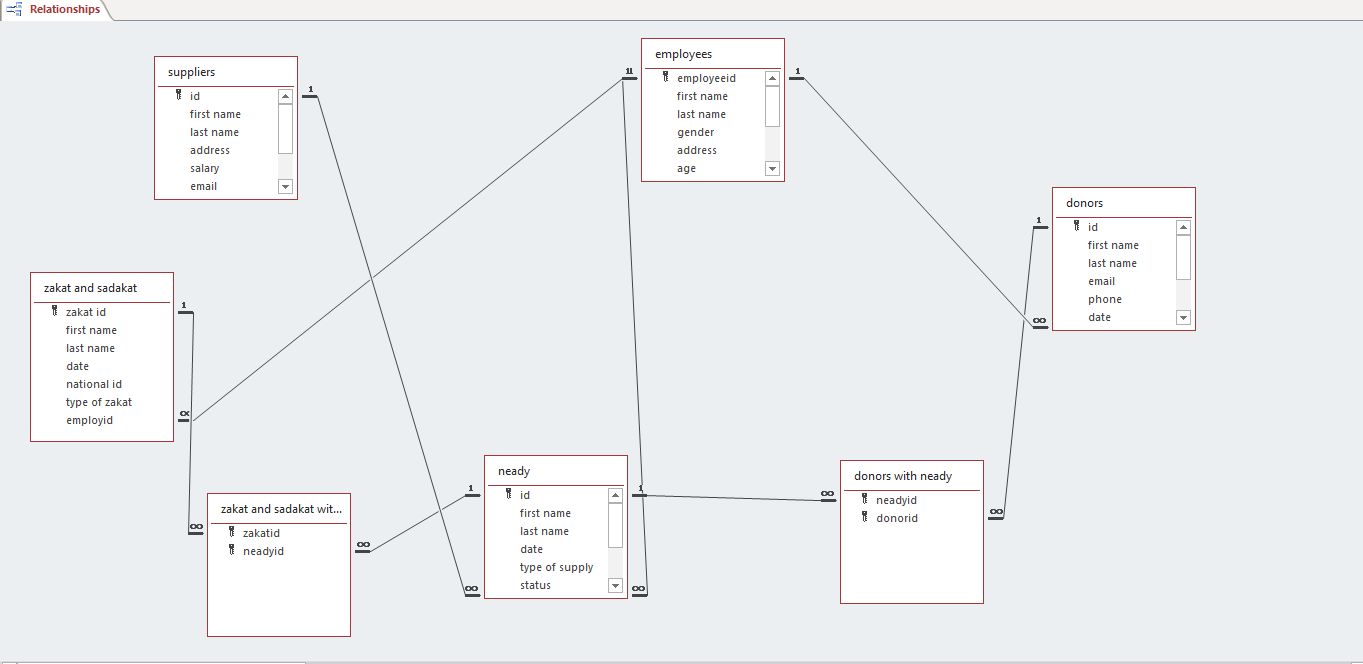 Relationships
suppliers
id
first name
last name
address
salary
email
1
employees
employeeid
first name
last name
gender
address
age
11
1
donors
id
first name
last name
email
phone
date
1
∞
zakat and sadakat
zakat id
first name
last name
date
national id
type of zakat
employid
1
∞
zakat and sadakat wit...
zakatid
neadyid
∞
∞
neady
id
first name
last name
date
type of supply
status
1
1
∞
∞
donors with neady
neadyid
donorid
∞
∞